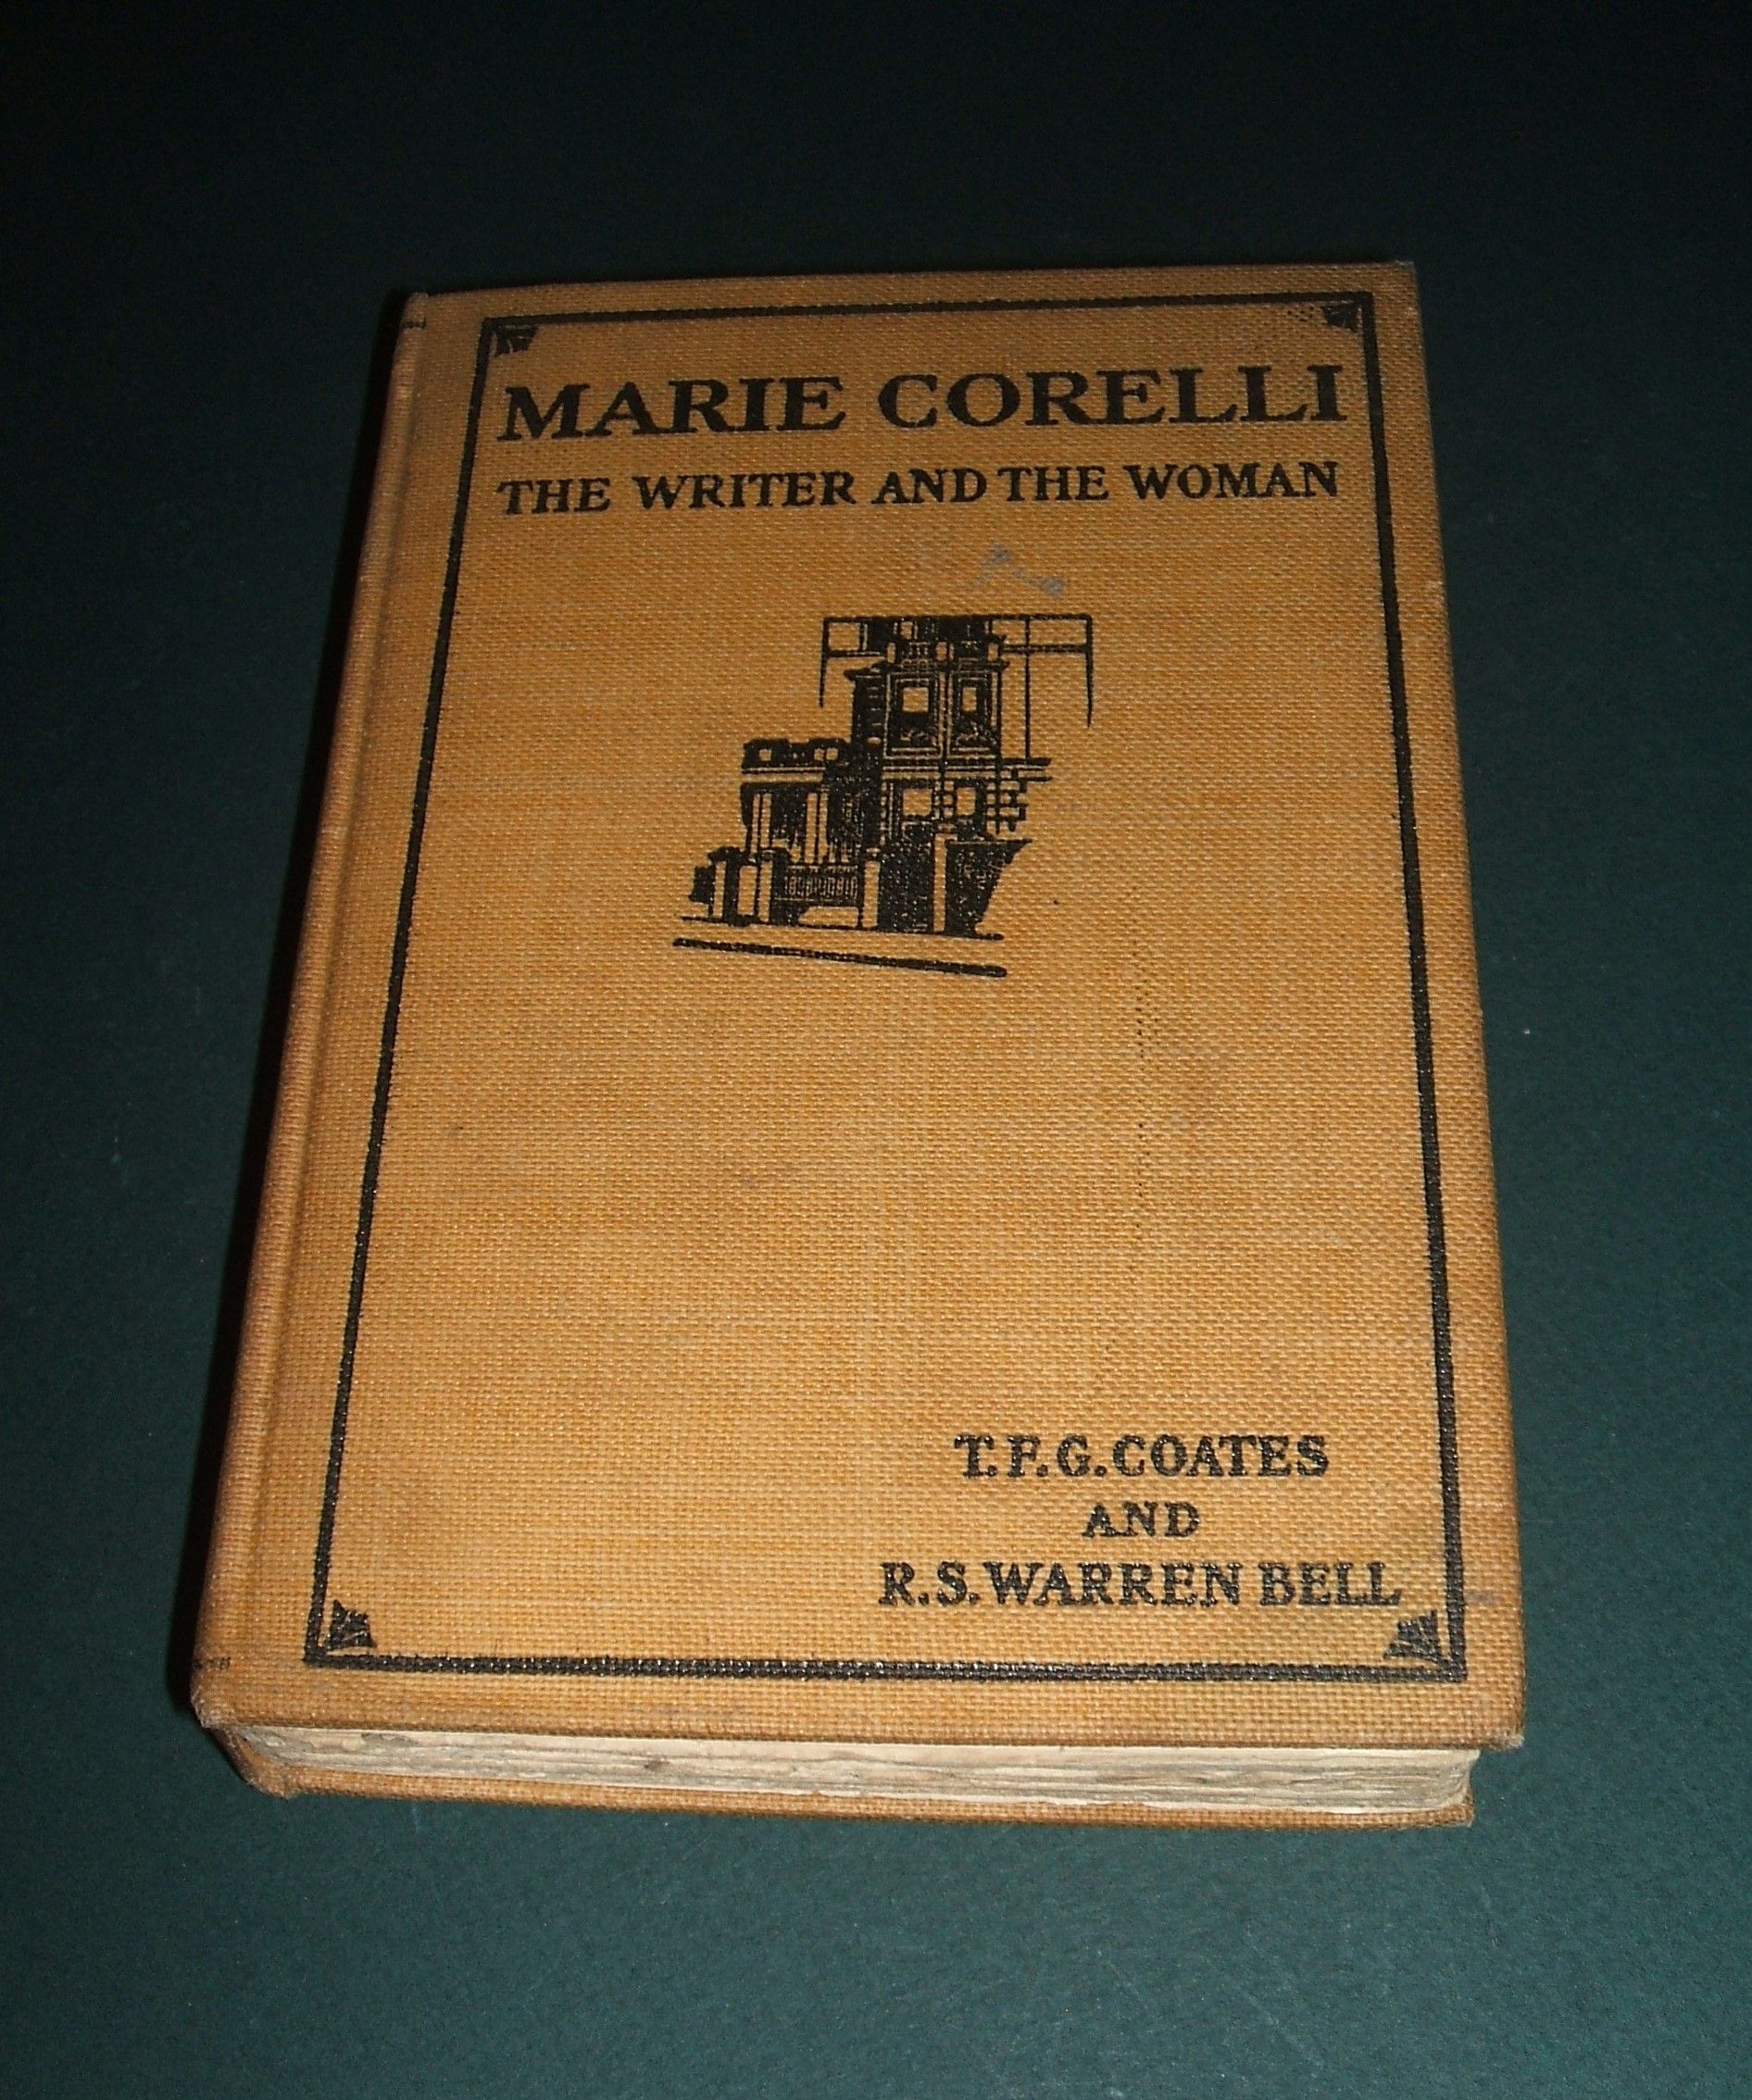 MARIE CORELLI
THE WRITER AND THE WOMAN
T. F. G. COATES
AND
R. S. WARREN BELL